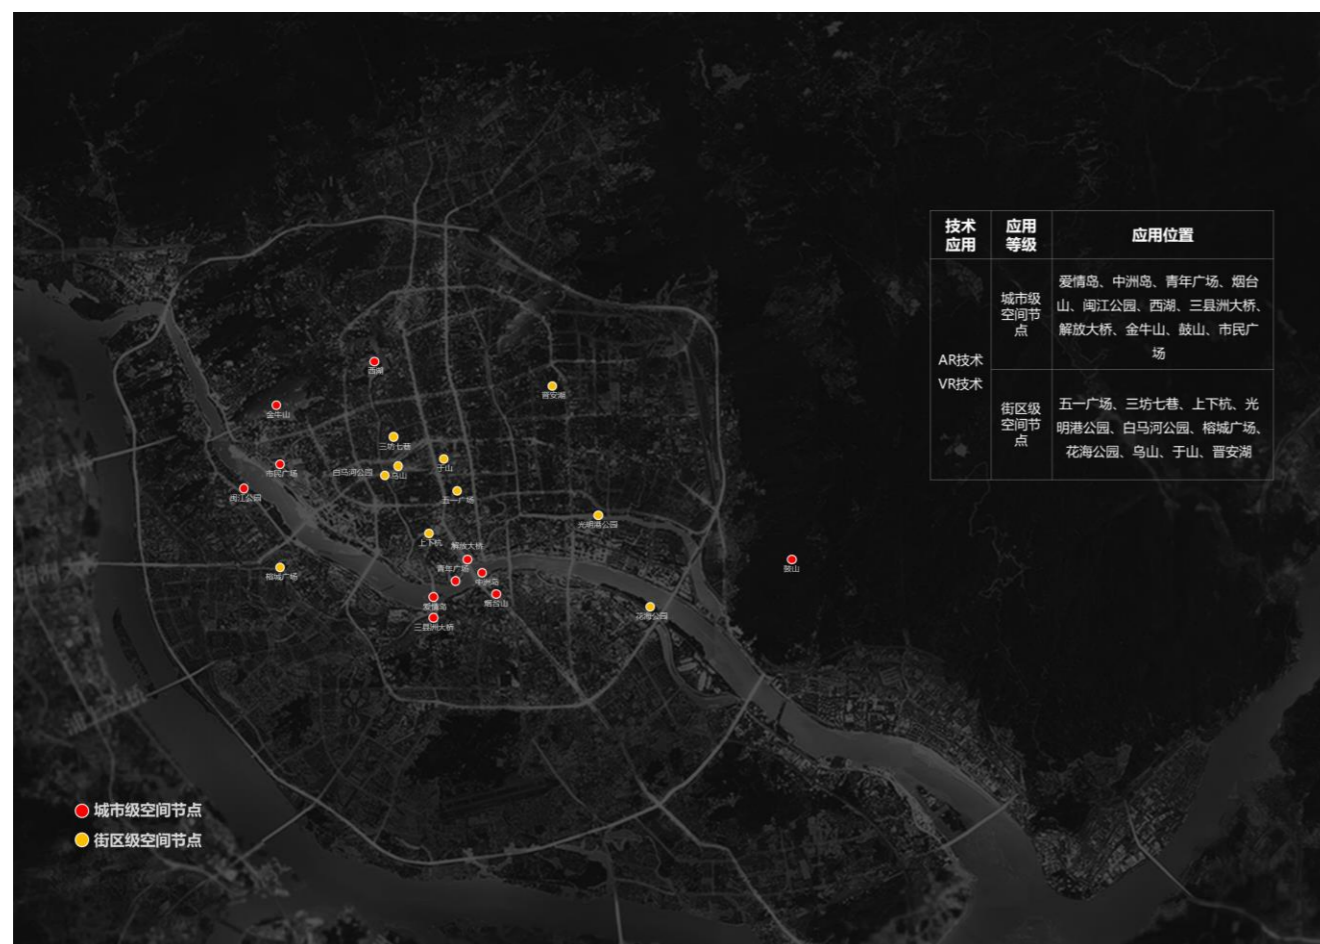 技术
应用
应用
等级
应用位置
AR技术
VR技术
城市级
空间节
点
爱情岛、中洲岛、青年广场、烟台
山、闽江公园、西湖、三县洲大桥、
解放大桥、金牛山、鼓山、市民广
场
街区级
空间节
点
五一广场、三坊七巷、上下杭、光
明港公园、白马河公园、榕城广场、
花海公园、乌山、于山、晋安湖
西湖
晋安湖
金牛山
三坊七巷
市民广场
白马河公园
乌山
于山
闽江公园
五一广场
光明港公园
上下杭
解放大桥
榕城广场
青年广场
中洲岛
鼓山
爱情岛
烟台山
三县洲大桥
花海公园
城市级空间节点
街区级空间节点